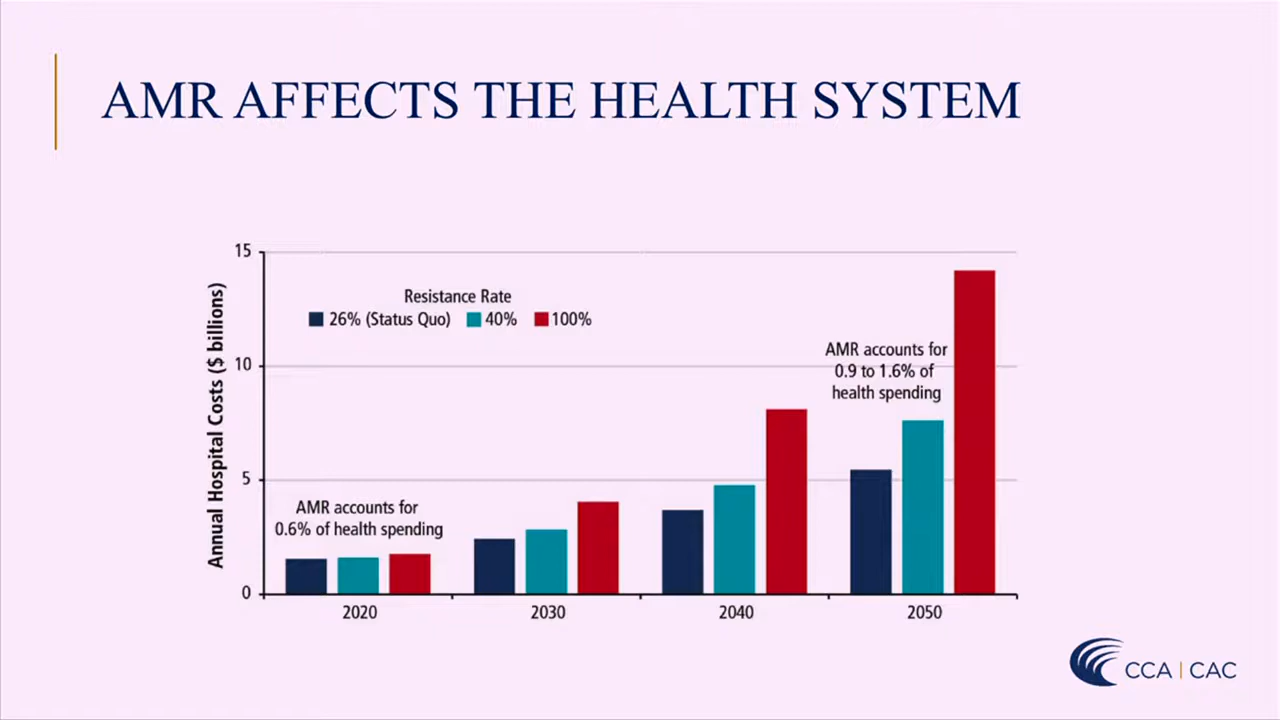 AMR AFFECTS THE HEALTH SYSTEM
Annual Hospital Costs ($ billions)
15
10
5
0
Resistance Rate
26% (Status Quo) 40% 100%
AMR accounts for
0.6% of health spending
AMR accounts for
0.9 to 1.6% of
health spending
2020 2030 2040 2050
CCA | CAC